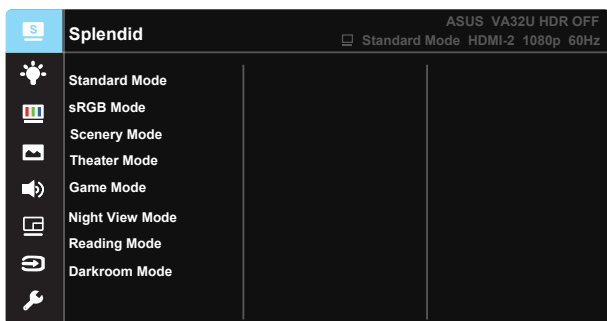 S
Splendid
ASUS VA32U HDR OFF
Standard Mode HDMI-2 1080p 60Hz
Standard Mode
sRGB Mode
Scenery Mode
Theater Mode
Game Mode
Night View Mode
Reading Mode
Darkroom Mode